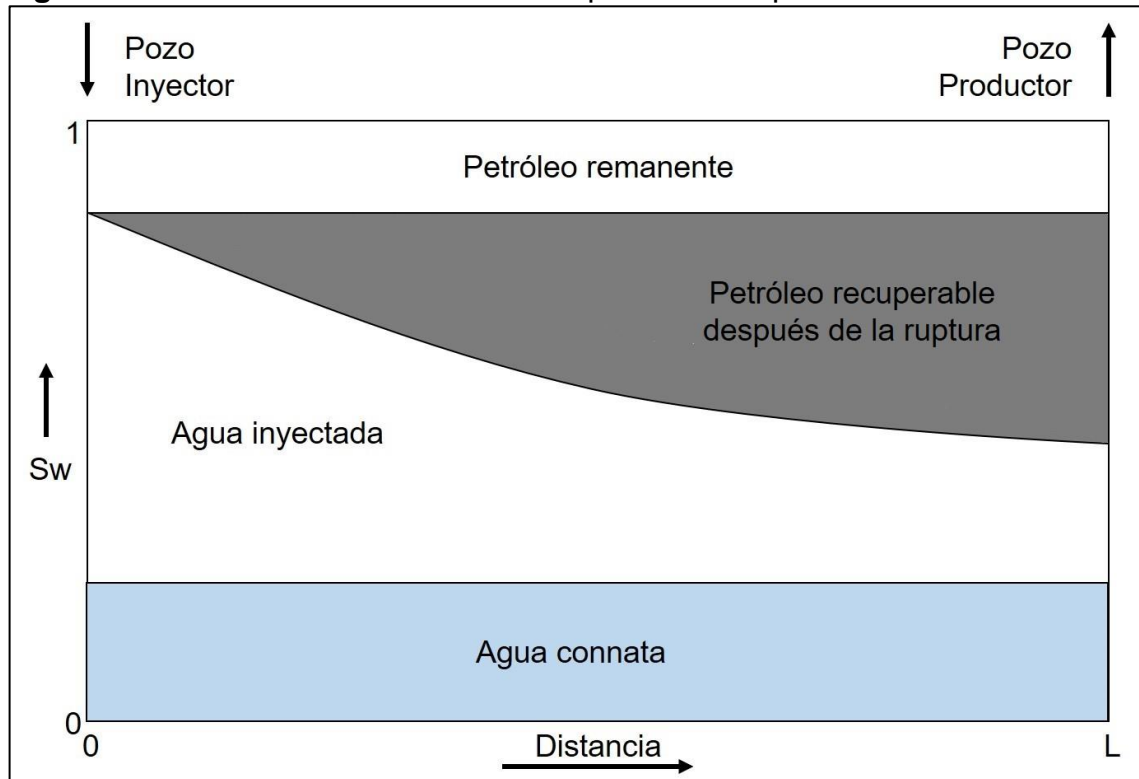 Pozo
Inyector
Pozo
Productor
1
Petróleo remanente
Petróleo recuperable
después de la ruptura
Agua inyectada
Sw
Agua connata
0
0
Distancia
L